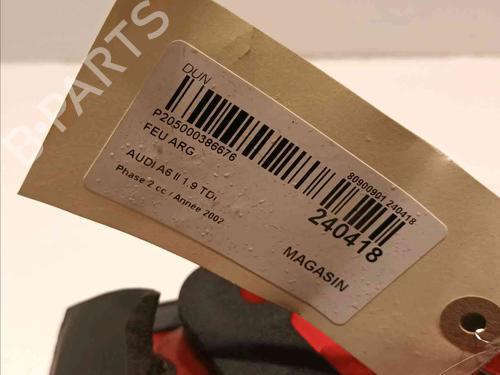 B-PARTS
DUN
P205000386676
FEU ARG
AUDI A6 II 1.9 TDi
Phase 2 cc / Année 2002
80900901 240418
240418
MAGASIN